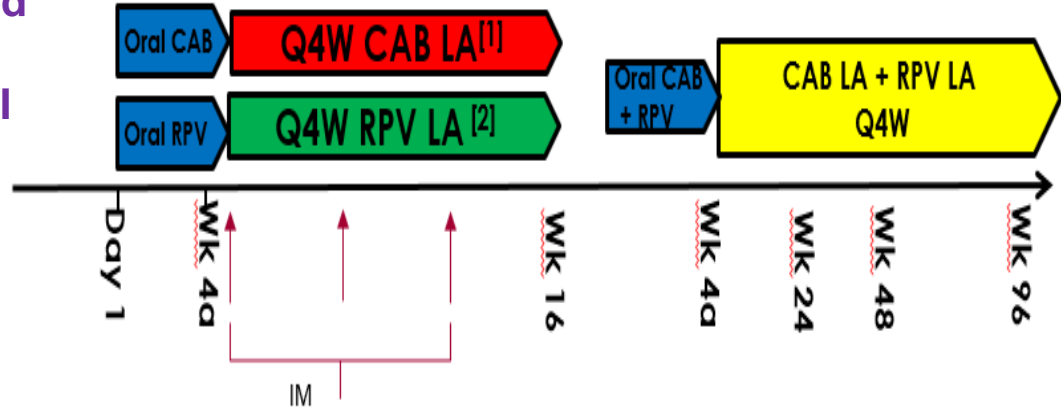 d
l
Oral CAB
Q4W CAB LA[1]
Oral RPV
Q4W RPV LA [2]
Oral CAB
+ RPV
CAB LA + RPV LA
Q4W
Day 1
Wk 4a
Wk 16
Wk 4a
Wk 24
Wk 48
Wk 96
IM